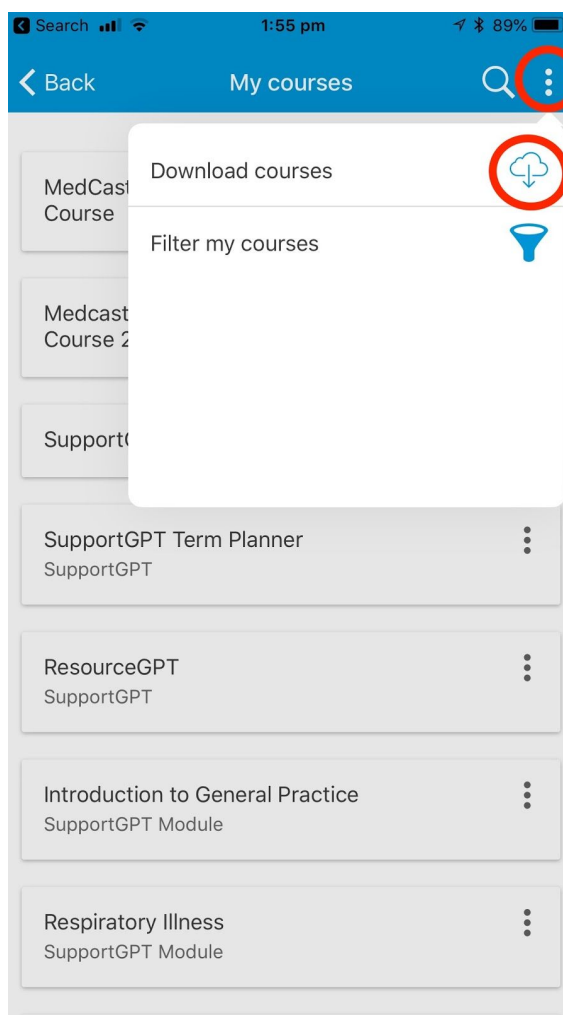 Search 1:55 pm 89%
Back My courses
Download courses
Filter my courses
MedCast
Course
Medcast
Course 2
Support
SupportGPT Term Planner
SupportGPT
ResourceGPT
SupportGPT
Introduction to General Practice
SupportGPT Module
Respiratory Illness
SupportGPT Module